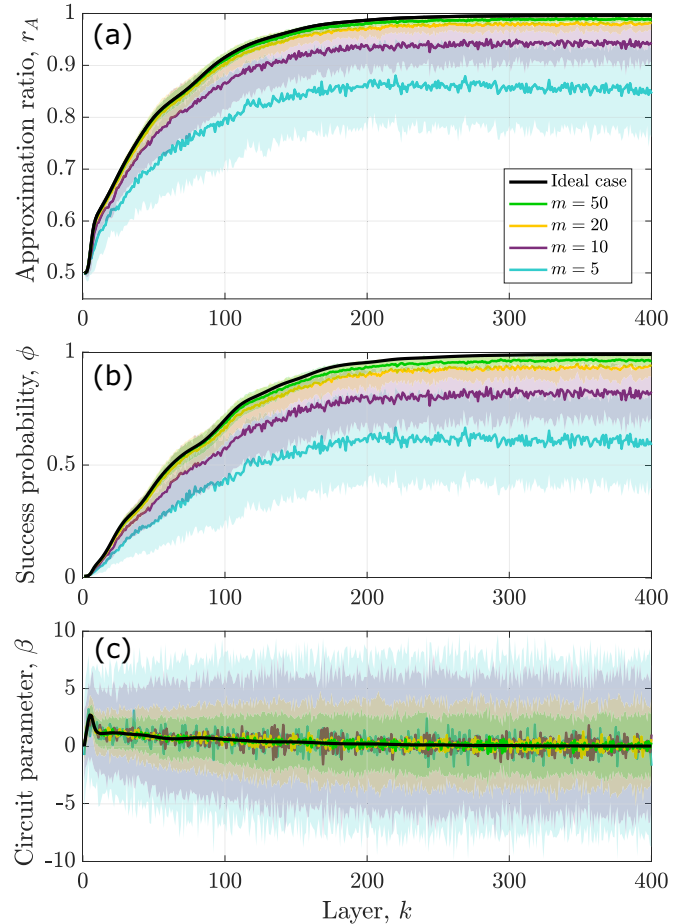 (a)
Approximation ratio, r_A
1
0.9
0.8
0.7
0.6
0.5
Ideal case
m = 50
m = 20
m = 10
m = 5
0 100 200 300 400
(b)
Success probability, ϕ
1
0.5
0
0 100 200 300 400
(c)
Circuit parameter, β
10
5
0
-5
-10
0 100 200 300 400
Layer, k